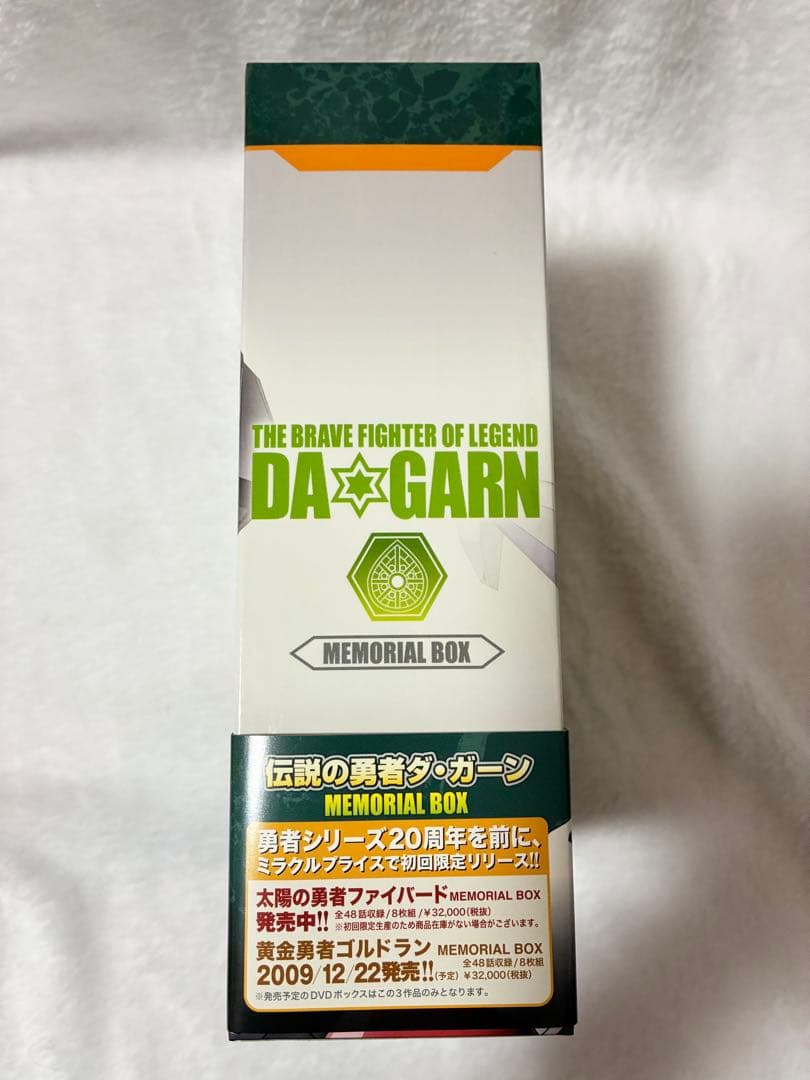 THE BRAVE FIGHTER OF LEGEND
DA☆GARN
MEMORIAL BOX
伝説の勇者ダ・ガーン
MEMORIAL BOX
勇者シリーズ20周年を前に、
ミラクルプライスで初回限定リリース!!
太陽の勇者ファイバード MEMORIAL BOX
発売中!! 全48話収録/8枚組/¥32,000(税抜)
※初回限定生産のため商品在庫がない場合がございます。
黄金勇者ゴルドラン MEMORIAL BOX
2009/12/22発売!!(予定) 全48話収録/8枚組 ¥32,000(税抜)
※発売予定のDVDボックスはこの3作品のみとなります。